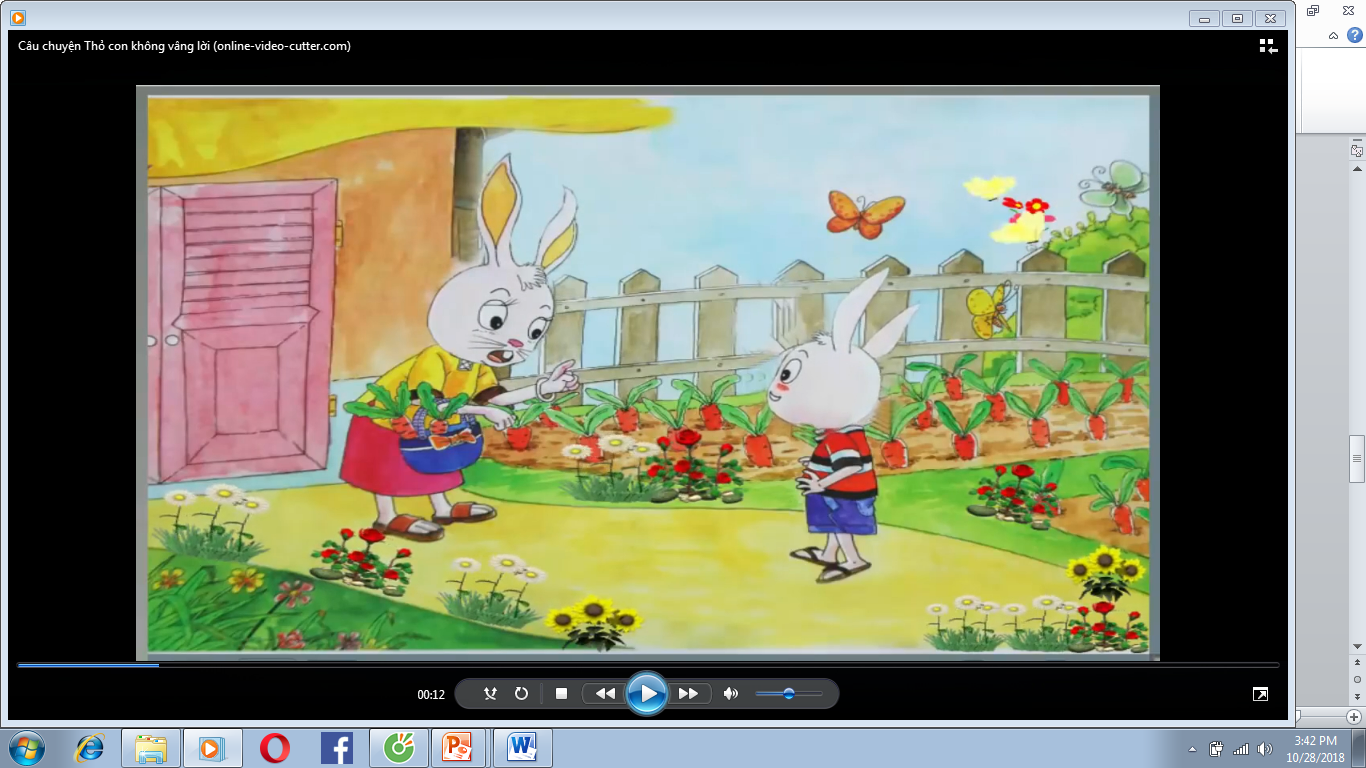 Câu chuyện Thỏ con không vâng lời (online-video-cutter.com)
00:12
3:42 PM
10/28/2018